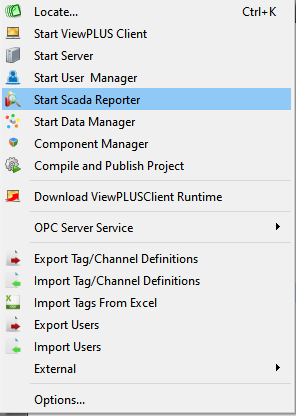 Locate... Ctrl+K
Start ViewPLUS Client
Start Server
Start User Manager
Start Scada Reporter
Start Data Manager
Component Manager
Compile and Publish Project
Download ViewPLUSClient Runtime
OPC Server Service
Export Tag/Channel Definitions
Import Tag/Channel Definitions
Import Tags From Excel
Export Users
Import Users
External
Options...